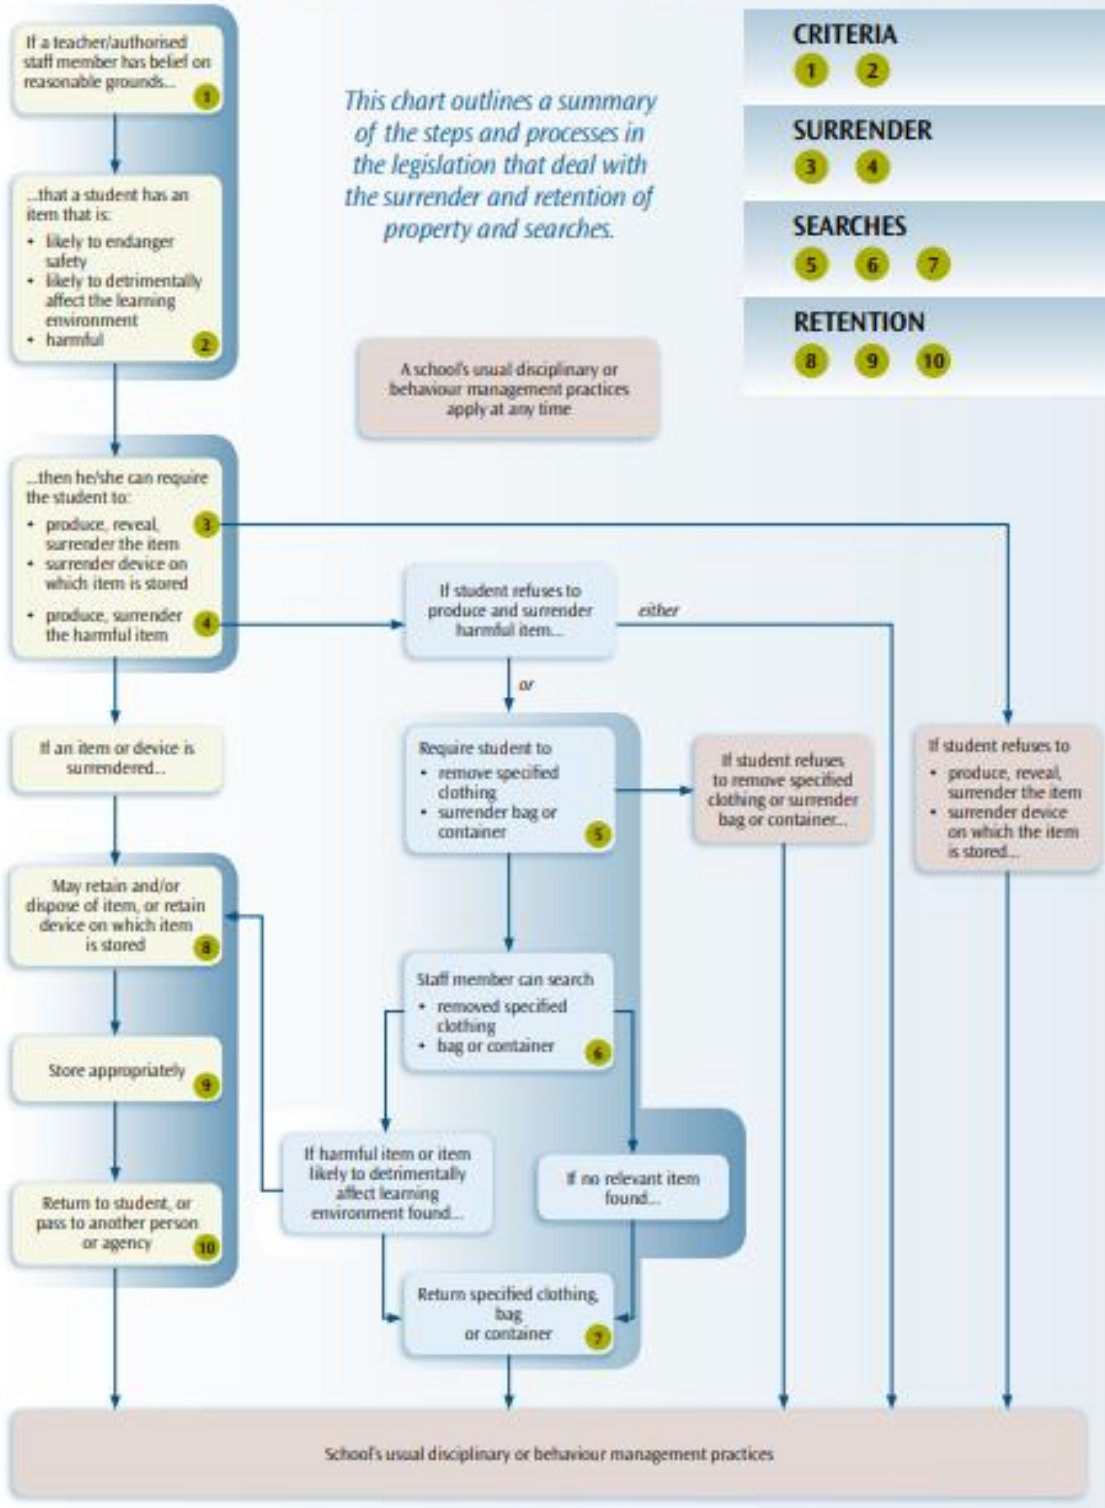 If a teacher/authorised
staff member has belief on
reasonable grounds...
1
...that a student has an
item that is:
• likely to endanger
safety
• likely to detrimentally
affect the learning
environment
• harmful
2
This chart outlines a summary
of the steps and processes in
the legislation that deal with
the surrender and retention of
property and searches.
A school's usual disciplinary or
behaviour management practices
apply at any time
CRITERIA
1 2
SURRENDER
3 4
SEARCHES
5 6 7
RETENTION
8 9 10
...then he/she can require
the student to:
• produce, reveal,
surrender the item
3
• surrender device on
which item is stored
• produce, surrender
the harmful item
4
If student refuses to
produce and surrender
harmful item...
either
or
If an item or device is
surrendered...
Require student to
• remove specified
clothing
• surrender bag or
container
5
If student refuses
to remove specified
clothing or surrender
bag or container...
If student refuses to
• produce, reveal,
surrender the item
• surrender device
on which the item
is stored...
May retain and/or
dispose of item, or retain
device on which item
is stored
8
Staff member can search
• removed specified
clothing
• bag or container
6
Store appropriately
9
If harmful item or item
likely to detrimentally
affect learning
environment found...
If no relevant item
found...
Return to student, or
pass to another person
or agency
10
Return specified clothing,
bag
or container
7
School's usual disciplinary or behaviour management practices